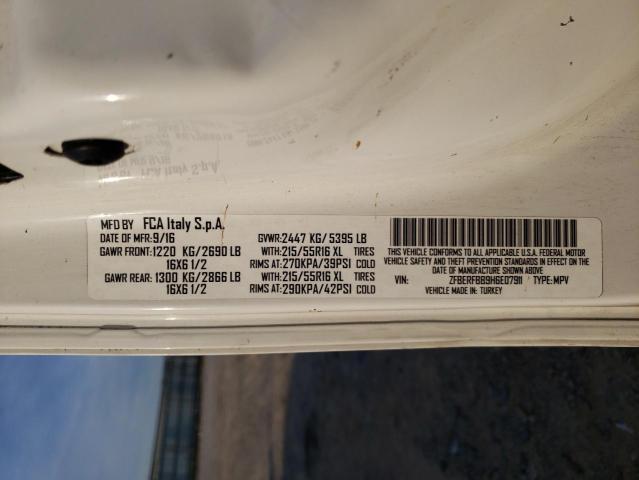 MFD BY FCA Italy S.p.A.
DATE OF MFR:9/16 GVWR:2447 KG/5395 LB
GAWR FRONT:1220 KG/2690 LB WITH:215/55R16 XL TIRES
16X6 1/2 RIMS AT:270KPA/39PSI COLD
GAWR REAR:1300 KG/2866 LB WITH:215/55R16 XL TIRES
16X6 1/2 RIMS AT:290KPA/42PSI COLD
THIS VEHICLE CONFORMS TO ALL APPLICABLE U.S.A. FEDERAL MOTOR
VEHICLE SAFETY AND THEFT PREVENTION STANDARDS IN EFFECT ON THE
DATE OF MANUFACTURE SHOWN ABOVE.
VIN: ZFBERFBB9H6E07911 TYPE:MPV
VEHICLE MADE IN: TURKEY